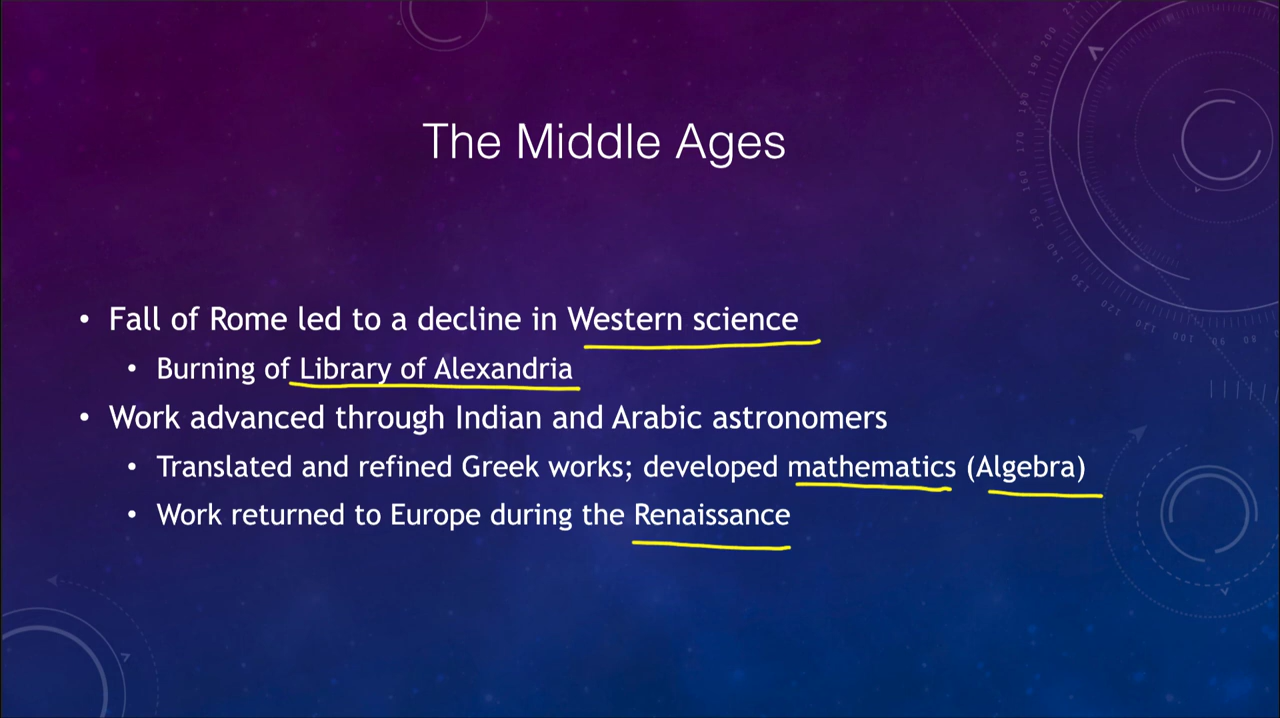 The Middle Ages
• Fall of Rome led to a decline in Western science
• Burning of Library of Alexandria
• Work advanced through Indian and Arabic astronomers
• Translated and refined Greek works; developed mathematics (Algebra)
• Work returned to Europe during the Renaissance